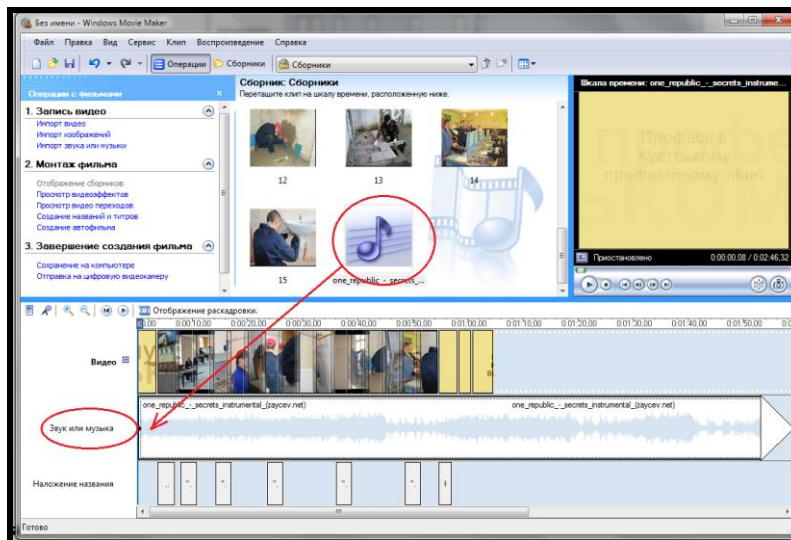 Без имени - Windows Movie Maker
Файл Правка Вид Сервис Клип Воспроизведение Справка
Операции Сборники Сборники
Операции с фильмами
1. Запись видео
Импорт видео
Импорт изображений
Импорт звука или музыки
2. Монтаж фильма
Отображение сборников
Просмотр видеоэффектов
Просмотр видео переходов
Создание названий и титров
Создание автофильма
3. Завершение создания фильма
Сохранение на компьютере
Отправка на цифровую видеокамеру
Сборник: Сборники
Перетащите клип на шкалу времени, расположенную ниже.
12 13 14
15 one_republic_-_secrets_...
Шкала времени: one_republic_-_secrets_instrume...
Професії в
Хустському
професійному ліцеї
Приостановлено 0:00:00,08 / 0:02:46,32
Отображение раскадровки.
0:00 0:00:10,00 0:00:20,00 0:00:30,00 0:00:40,00 0:00:50,00 0:01:00,00 0:01:10,00 0:01:20,00 0:01:30,00 0:01:40,00 0:01:50,00
Видео
one_republic_-_secrets_instrumental_(zaycev.net) one_republic_-_secrets_instrumental_(zaycev.net)
Звук или музыка
Наложение названия
Готово